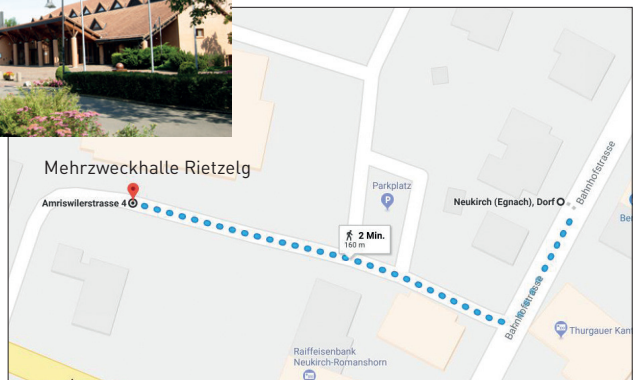 Mehrzweckhalle Rietzelg
Amriswilerstrasse 4
Parkplatz
P
Neukirch (Egnach), Dorf
Bahnhofstrasse
2 Min.
160 m
Bahnhofstrasse
Thurgauer Kan
Raiffeisenbank
Neukirch-Romanshorn